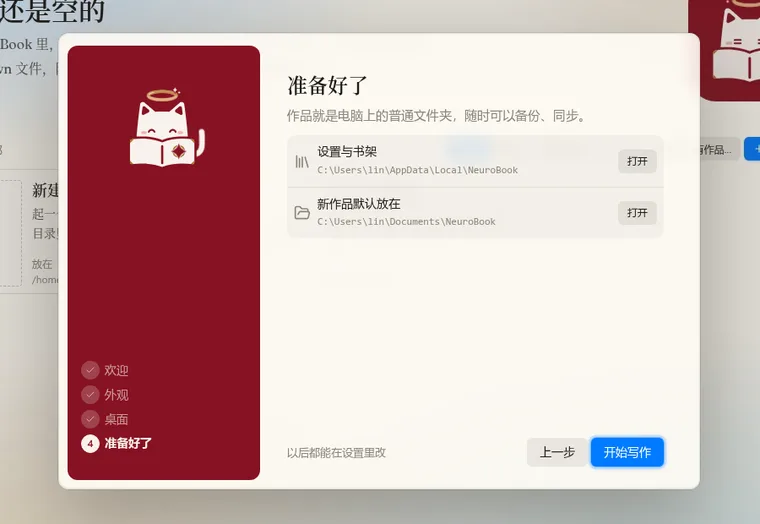 还是空的
Book 里,
wn 文件,
新建
起一
目录
放在
/home
有作品...
准备好了
作品就是电脑上的普通文件夹，随时可以备份、同步。
设置与书架
C:\Users\lin\AppData\Local\NeuroBook
打开
新作品默认放在
C:\Users\lin\Documents\NeuroBook
打开
欢迎
外观
桌面
4 准备好了
以后都能在设置里改
上一步
开始写作